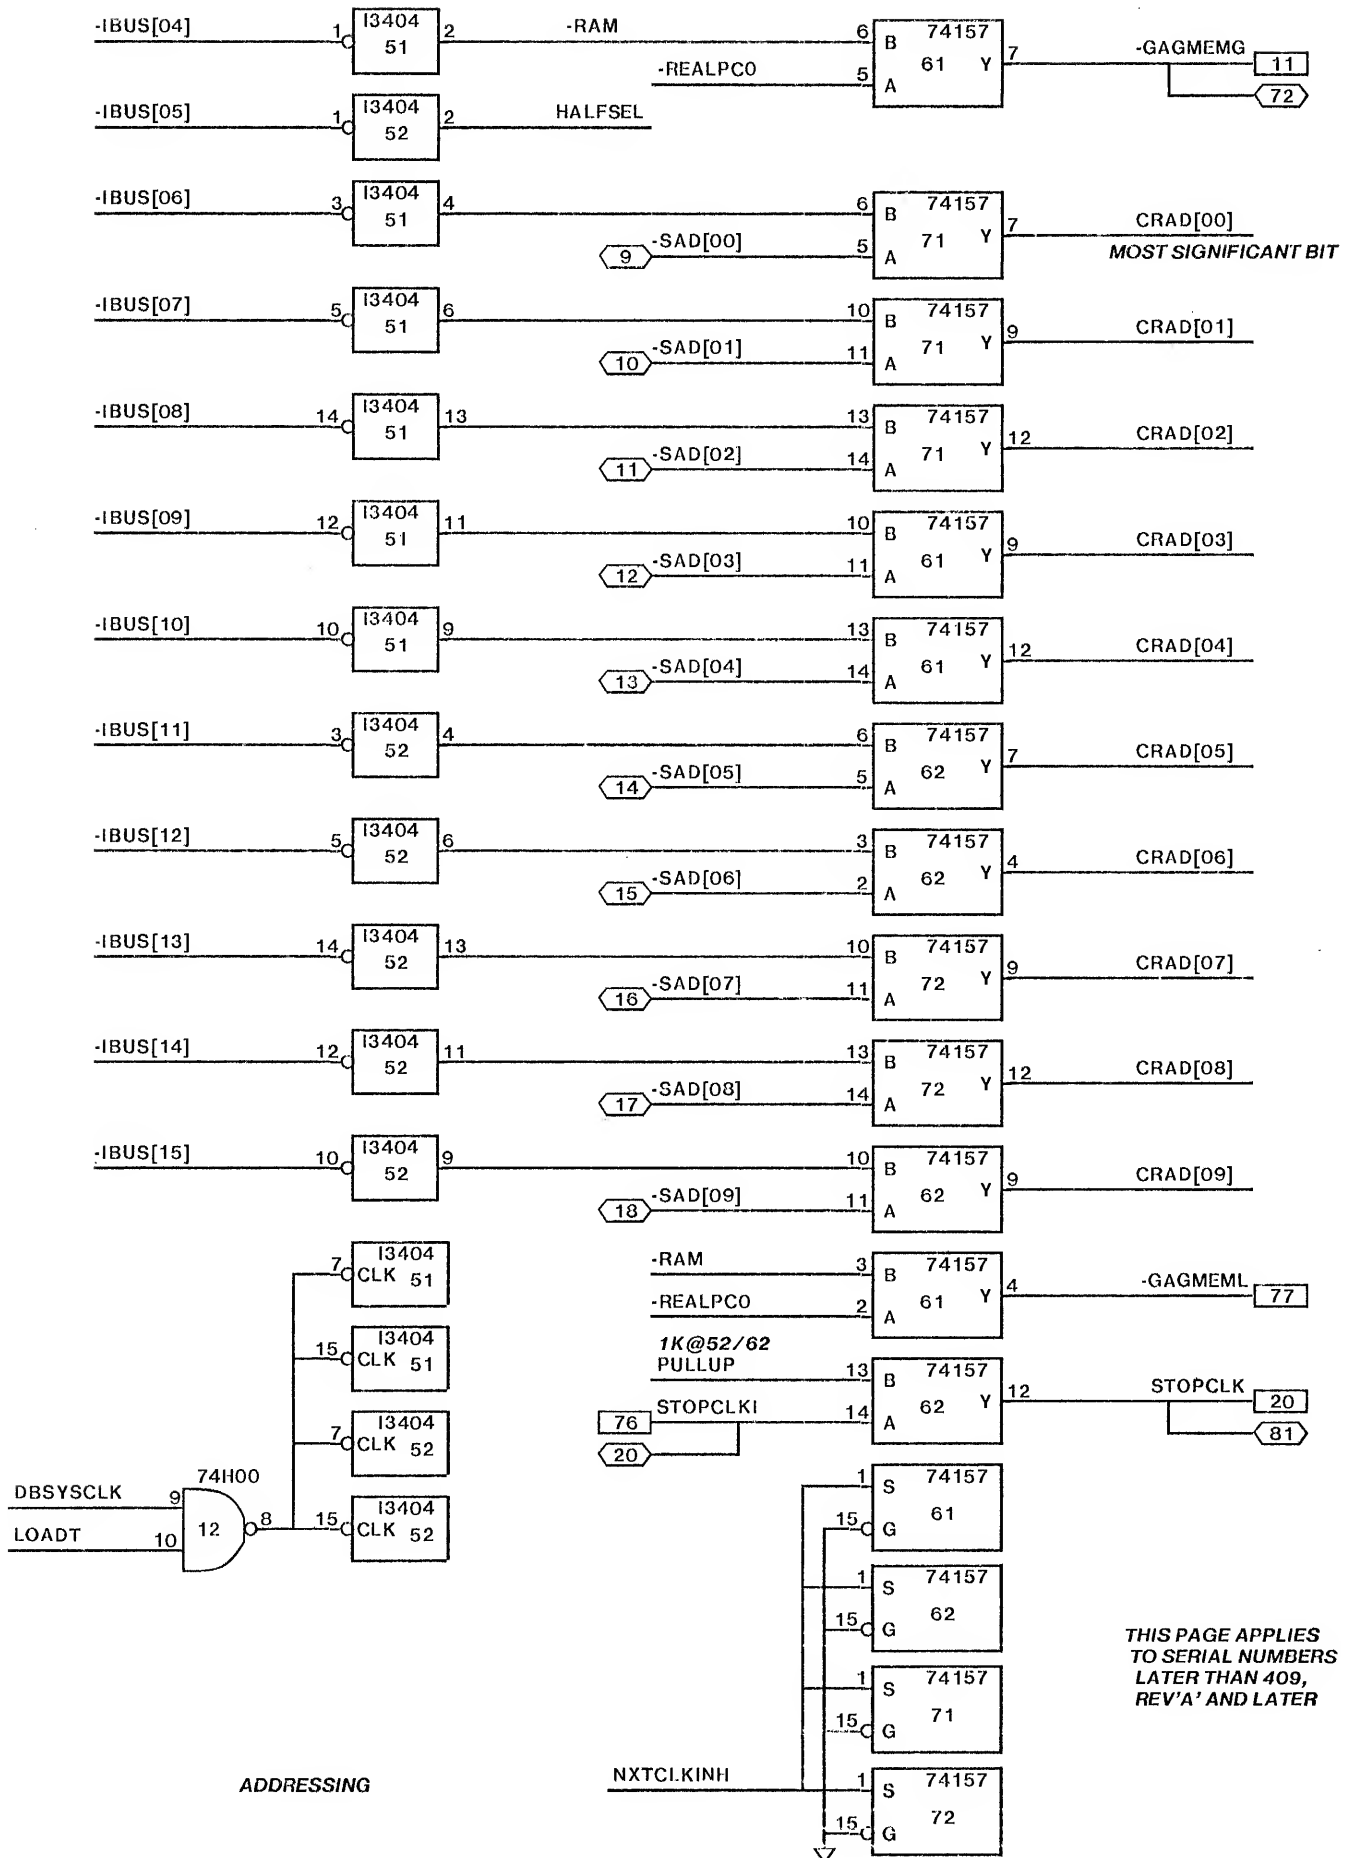 -IBUS[04] 1 I3404 51 2 -RAM 6 B 74157 61 Y 7 -GAGMEMG 11
-REALPC0 5 A 72
-IBUS[05] 1 I3404 52 2 HALFSEL
-IBUS[06] 3 I3404 51 4 6 B 74157 71 Y 7 CRAD[00]
9 -SAD[00] 5 A MOST SIGNIFICANT BIT
-IBUS[07] 5 I3404 51 6 10 B 74157 71 Y 9 CRAD[01]
10 -SAD[01] 11 A
-IBUS[08] 14 I3404 51 13 13 B 74157 71 Y 12 CRAD[02]
11 -SAD[02] 14 A
-IBUS[09] 12 I3404 51 11 10 B 74157 61 Y 9 CRAD[03]
12 -SAD[03] 11 A
-IBUS[10] 10 I3404 51 9 13 B 74157 61 Y 12 CRAD[04]
13 -SAD[04] 14 A
-IBUS[11] 3 I3404 52 4 6 B 74157 62 Y 7 CRAD[05]
14 -SAD[05] 5 A
-IBUS[12] 5 I3404 52 6 3 B 74157 62 Y 4 CRAD[06]
15 -SAD[06] 2 A
-IBUS[13] 14 I3404 52 13 10 B 74157 72 Y 9 CRAD[07]
16 -SAD[07] 11 A
-IBUS[14] 12 I3404 52 11 13 B 74157 72 Y 12 CRAD[08]
17 -SAD[08] 14 A
-IBUS[15] 10 I3404 52 9 10 B 74157 62 Y 9 CRAD[09]
18 -SAD[09] 11 A
7 CLK I3404 51 -RAM 3 B 74157 61 Y 4 -GAGMEML 77
-REALPC0 2 A
15 CLK I3404 51 1K@52/62
PULLUP 13 B 74157 62 Y 12 STOPCLK 20
76 STOPCLKI 14 A 81
20
7 CLK I3404 52
DBSYSCLK 9 74H00 12 8 15 CLK I3404 52
LOADT 10
1 S 74157 61
15 G
1 S 74157 62
15 G
1 S 74157 71
15 G
NXTCLKINH 1 S 74157 72
15 G
THIS PAGE APPLIES
TO SERIAL NUMBERS
LATER THAN 409,
REV'A' AND LATER
ADDRESSING